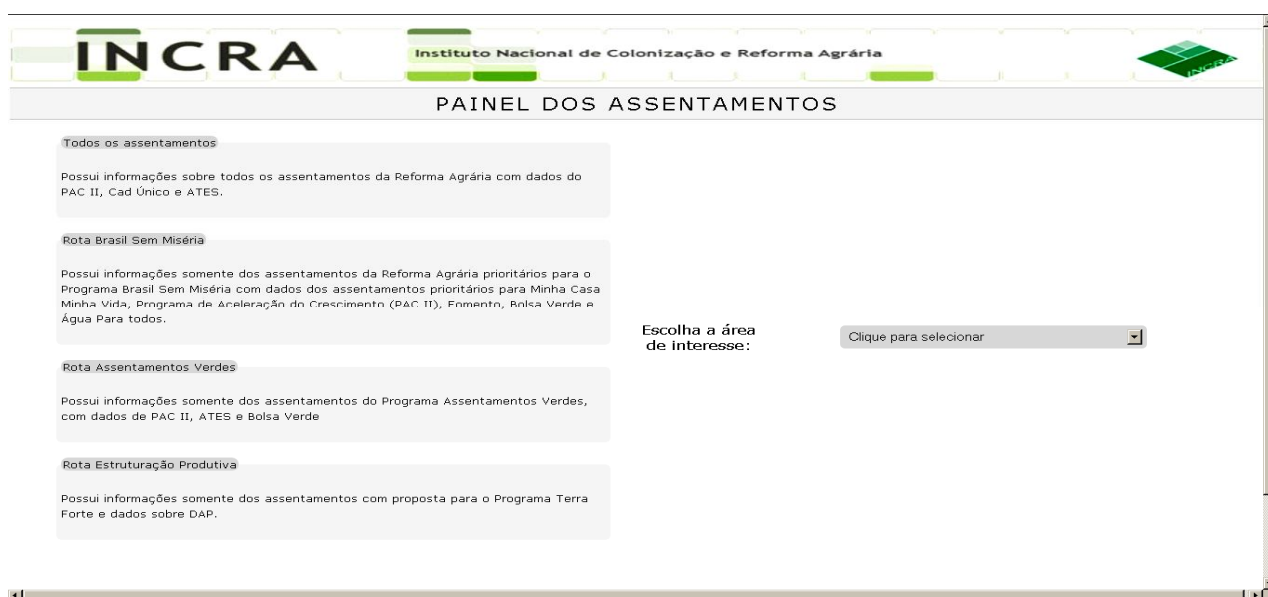 INCRA
Instituto Nacional de Colonização e Reforma Agrária
INCRA
PAINEL DOS ASSENTAMENTOS
Todos os assentamentos
Possui informações sobre todos os assentamentos da Reforma Agrária com dados do
PAC II, Cad Único e ATES.
Rota Brasil Sem Miséria
Possui informações somente dos assentamentos da Reforma Agrária prioritários para o
Programa Brasil Sem Miséria com dados dos assentamentos prioritários para Minha Casa
Minha Vida, Programa de Aceleração do Crescimento (PAC II), Fomento, Bolsa Verde e
Água Para todos.
Rota Assentamentos Verdes
Possui informações somente dos assentamentos do Programa Assentamentos Verdes,
com dados de PAC II, ATES e Bolsa Verde
Rota Estruturação Produtiva
Possui informações somente dos assentamentos com proposta para o Programa Terra
Forte e dados sobre DAP.
Escolha a área
de interesse:
Clique para selecionar